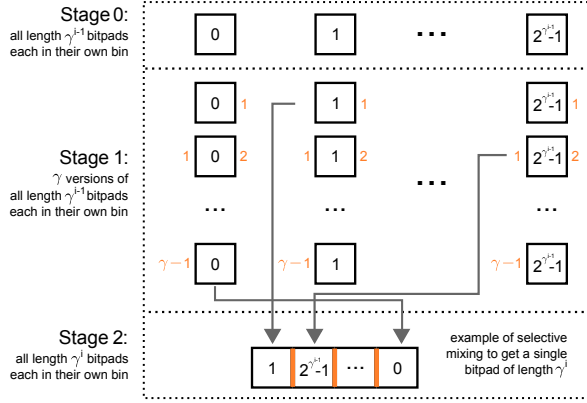 Stage 0:
all length γ^{i-1} bitpads
each in their own bin
0 1 ... 2^{γ^{i-1}}-1
Stage 1:
γ versions of
all length γ^{i-1} bitpads
each in their own bin
0 1 1 1 2^{γ^{i-1}}-1 1
1 0 2 1 1 2 1 2^{γ^{i-1}}-1 2
...
... ... ...
γ−1 0 γ−1 1 γ−1 2^{γ^{i-1}}-1
Stage 2:
all length γ^i bitpads
each in their own bin
1 2^{γ^{i-1}}-1 ... 0
example of selective
mixing to get a single
bitpad of length γ^i